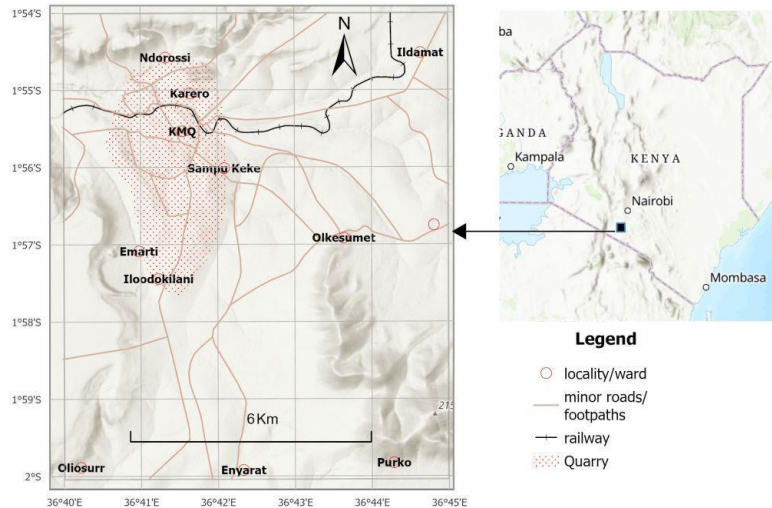 1°54'S
1°55'S
1°56'S
1°57'S
1°58'S
1°59'S
2°S
36°40'E
36°41'E
36°42'E
36°43'E
36°44'E
36°45'E
N
Ndorossi
Ildamat
Karero
KMQ
Sampu Keke
Olkesumet
Emarti
Iloodokilani
6Km
215
Oliosurr
Enyarat
Purko
ba
GANDA
Kampala
KENYA
Nairobi
Mombasa
Legend
locality/ward
minor roads/
footpaths
railway
Quarry